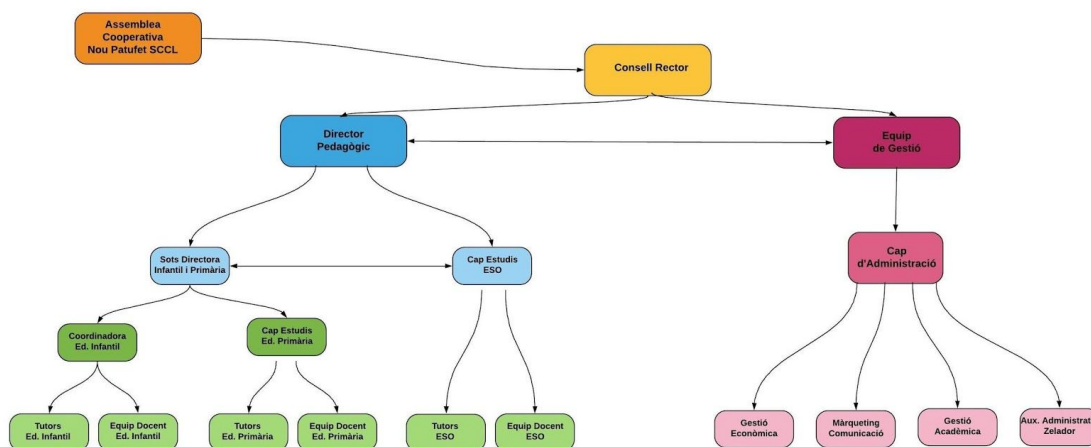 Assemblea
Cooperativa
Nou Patufet SCCL
Consell Rector
Director
Pedagògic
Equip
de Gestió
Sots Directora
Infantil i Primària
Cap Estudis
ESO
Cap
d'Administració
Coordinadora
Ed. Infantil
Cap Estudis
Ed. Primària
Tutors
Ed. Infantil
Equip Docent
Ed. Infantil
Tutors
Ed. Primària
Equip Docent
Ed. Primària
Tutors
ESO
Equip Docent
ESO
Gestió
Econòmica
Màrqueting
Comunicació
Gestió
Acadèmica
Aux. Administrat
Zelador